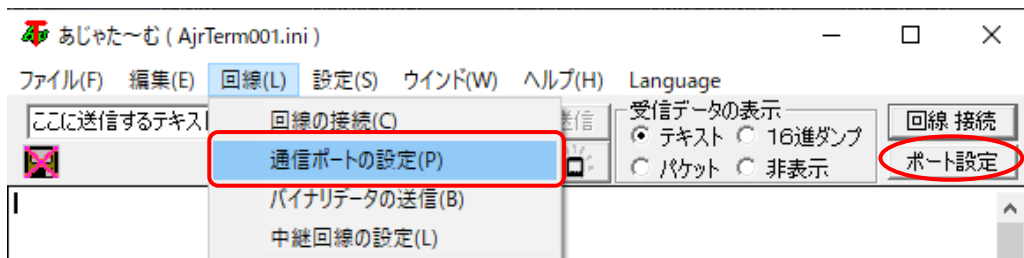 あじゃた～む ( AjrTerm001.ini )
ファイル(F) 編集(E) 回線(L) 設定(S) ウインド(W) ヘルプ(H) Language
ここに送信するテキス
回線の接続(C)
通信ポートの設定(P)
バイナリデータの送信(B)
中継回線の設定(L)
送信
受信データの表示
テキスト 16進ダンプ
パケット 非表示
回線 接続
ポート設定